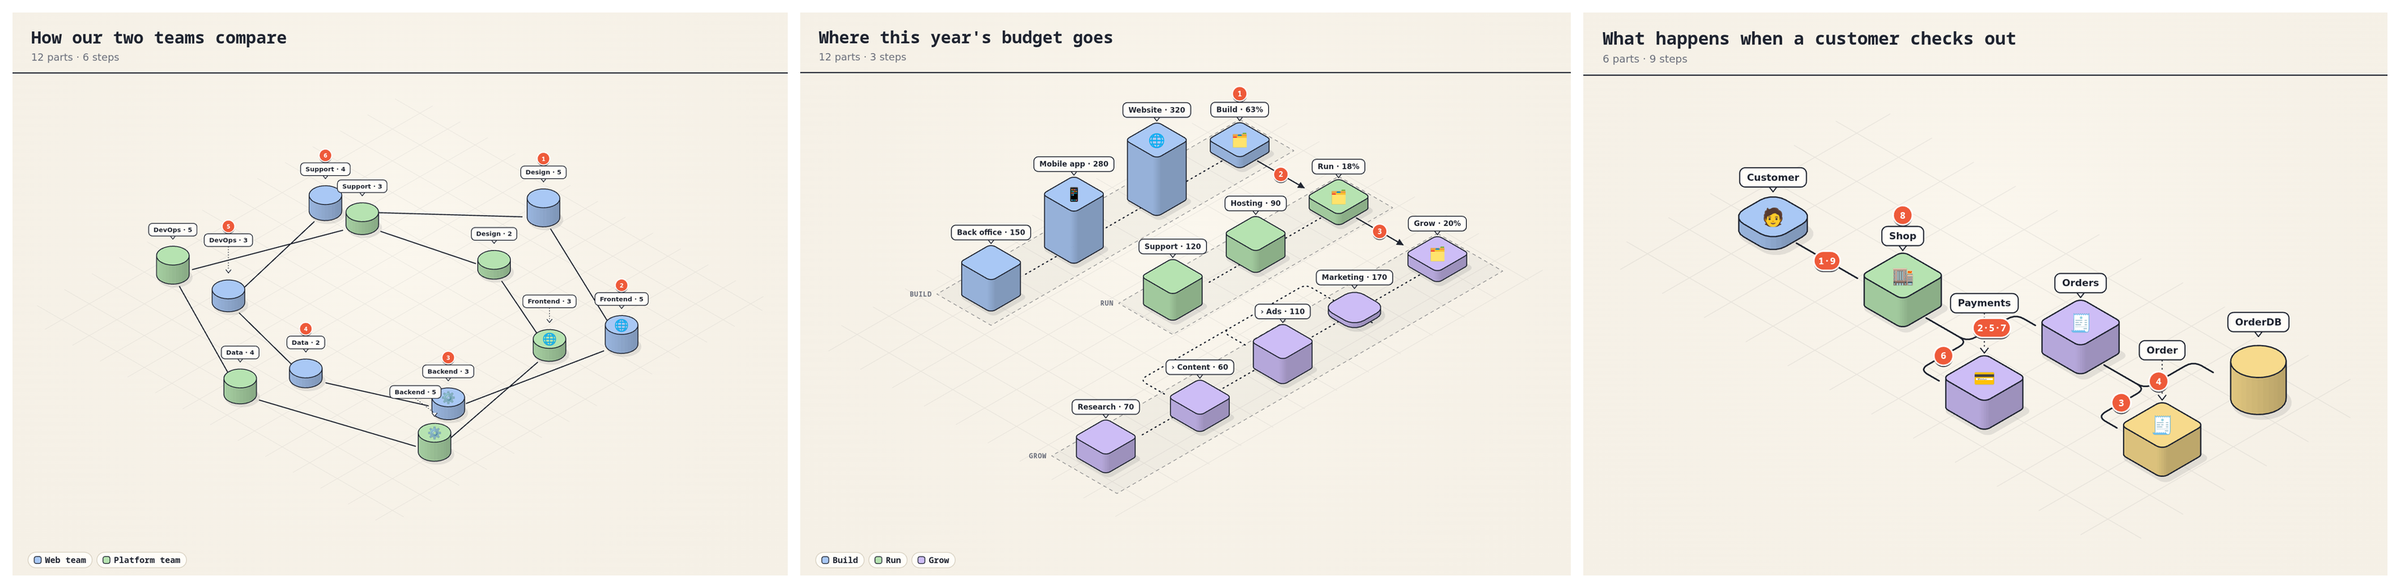 How our two teams compare
12 parts · 6 steps
6
Support · 4
Support · 3
1
Design · 5
DevOps · 5
5
DevOps · 3
Design · 2
2
Frontend · 5
Frontend · 3
4
Data · 2
Data · 4
3
Backend · 3
Backend · 5
Web team
Platform team
Where this year's budget goes
12 parts · 3 steps
1
Website · 320
Build · 63%
Mobile app · 280
2
Run · 18%
Hosting · 90
Back office · 150
3
Grow · 20%
Support · 120
Marketing · 170
BUILD
RUN
› Ads · 110
› Content · 60
Research · 70
GROW
Build
Run
Grow
What happens when a customer checks out
6 parts · 9 steps
Customer
8
Shop
1·9
Payments
Orders
2·5·7
OrderDB
6
Order
4
3